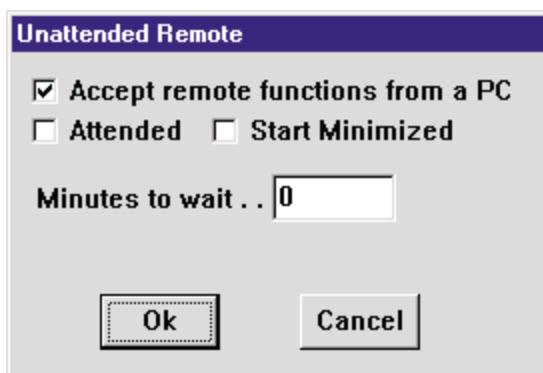 Unattended Remote
Accept remote functions from a PC
Attended Start Minimized
Minutes to wait . . 0
Ok Cancel